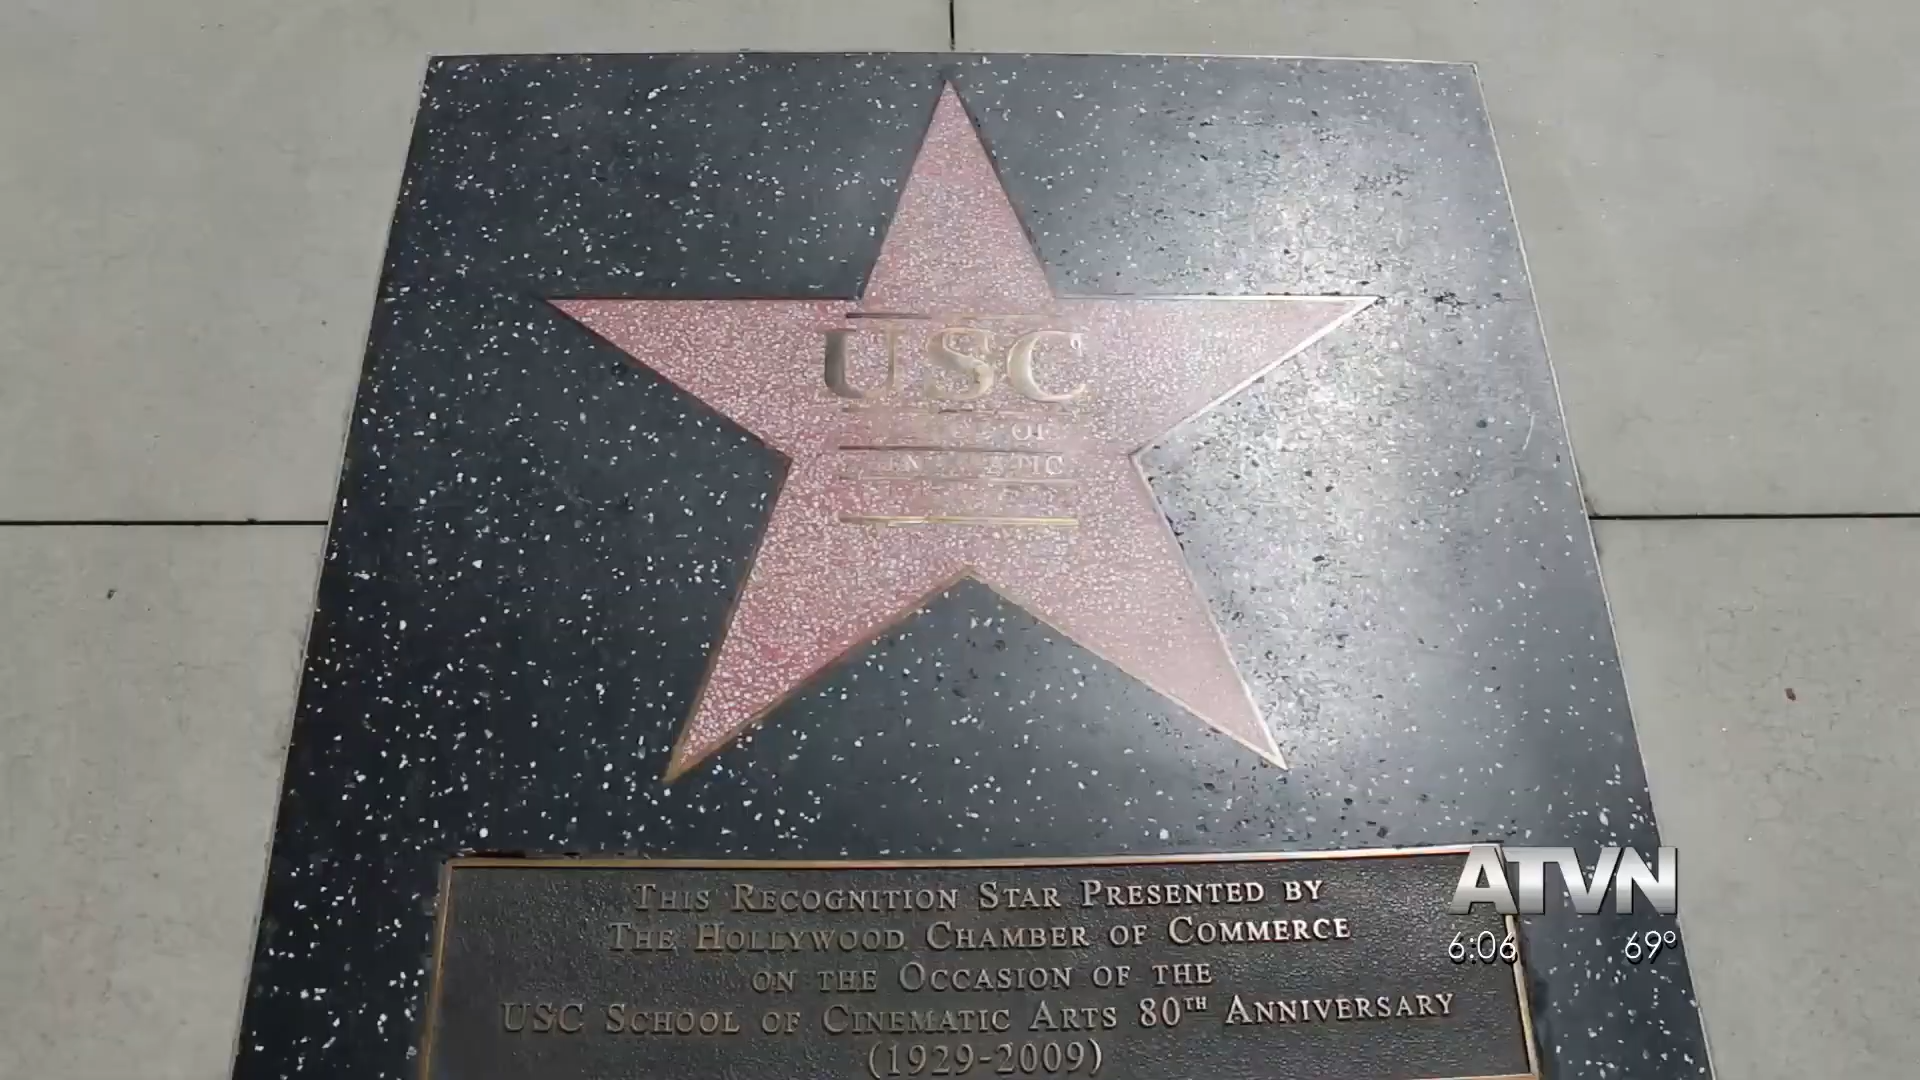 USC
OF
THIS RECOGNITION STAR PRESENTED BY
THE HOLLYWOOD CHAMBER OF COMMERCE
ON THE OCCASION OF THE
USC SCHOOL OF CINEMATIC ARTS 80TH ANNIVERSARY
(1929-2009)
ATVN
6:06 69°